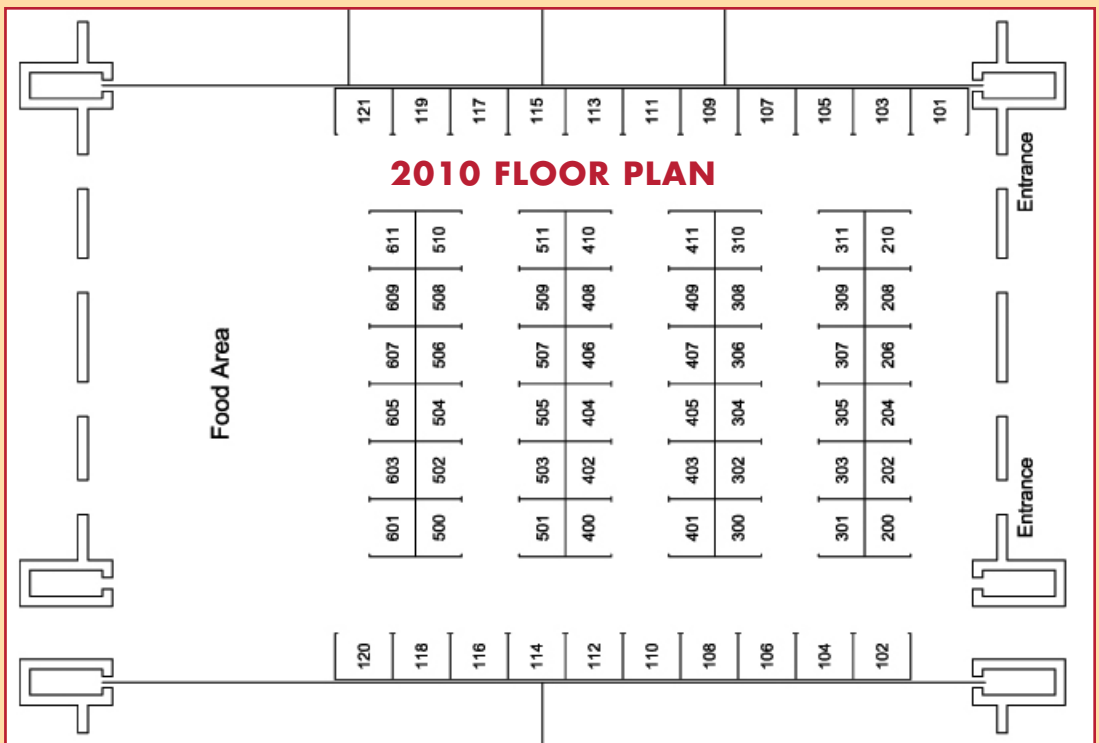 121 119 117 115 113 111 109 107 105 103 101
Entrance
2010 FLOOR PLAN
611 510 511 410 411 310 311 210
609 508 509 408 409 308 309 208
607 506 507 406 407 306 307 206
Food Area
605 504 505 404 405 304 305 204
603 502 503 402 403 302 303 202
601 500 501 400 401 300 301 200
Entrance
120 118 116 114 112 110 108 106 104 102